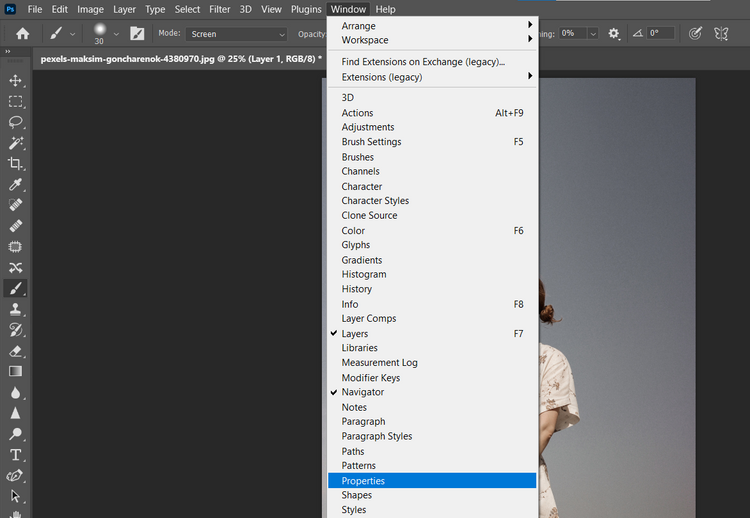 Ps File Edit Image Layer Type Select Filter 3D View Plugins Window Help
30 Mode: Screen Opacity: 0% 0°
pexels-maksim-goncharenok-4380970.jpg @ 25% (Layer 1, RGB/8) *
Arrange
Workspace
Find Extensions on Exchange (legacy)...
Extensions (legacy)
3D
Actions Alt+F9
Adjustments
Brush Settings F5
Brushes
Channels
Character
Character Styles
Clone Source
Color F6
Glyphs
Gradients
Histogram
History
Info F8
Layer Comps
Layers F7
Libraries
Measurement Log
Modifier Keys
Navigator
Notes
Paragraph
Paragraph Styles
Paths
Patterns
Properties
Shapes
Styles